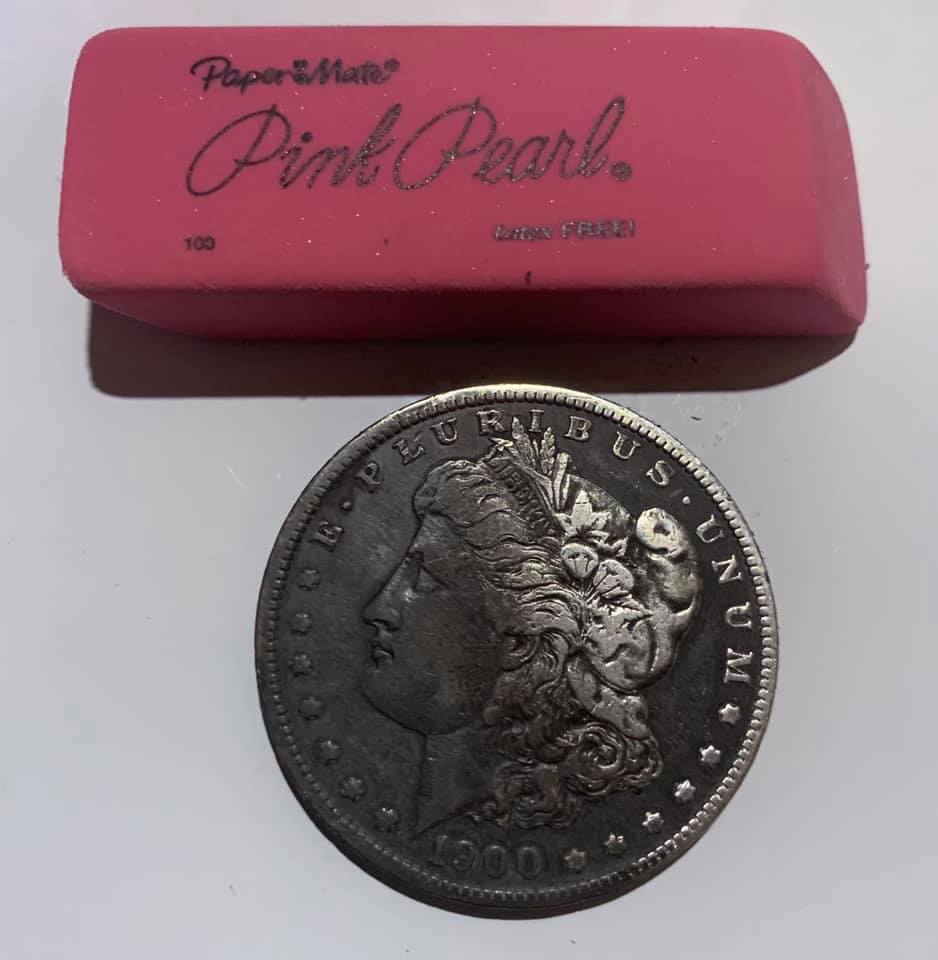 Paper Mate®
Pink Pearl®
100
Latex FREE!
E · PLURIBUS · UNUM
LIBERTY
1900